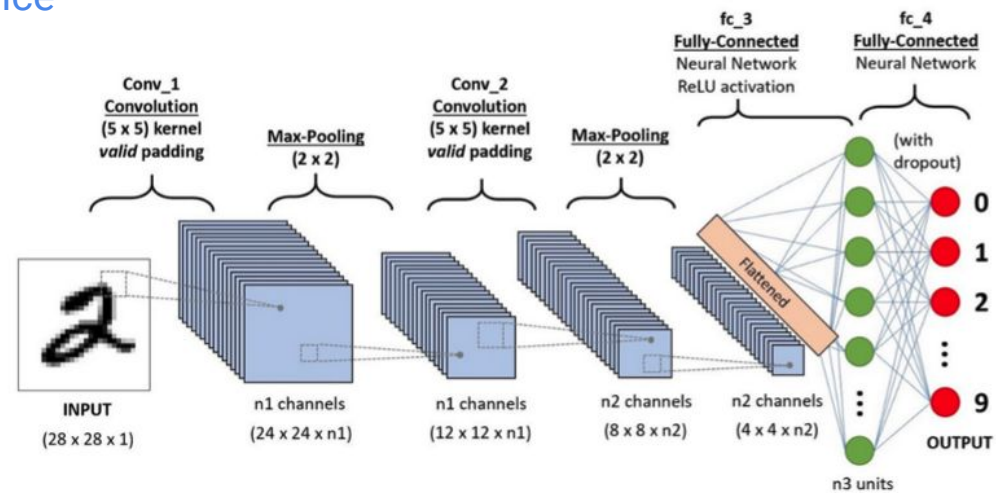 Conv_1
Convolution
(5 x 5) kernel
valid padding
Max-Pooling
(2 x 2)
Conv_2
Convolution
(5 x 5) kernel
valid padding
Max-Pooling
(2 x 2)
fc_3
Fully-Connected
Neural Network
ReLU activation
fc_4
Fully-Connected
Neural Network
(with
dropout)
Flattened
0
1
2
9
OUTPUT
2
INPUT
(28 x 28 x 1)
n1 channels
(24 x 24 x n1)
n1 channels
(12 x 12 x n1)
n2 channels
(8 x 8 x n2)
n2 channels
(4 x 4 x n2)
n3 units